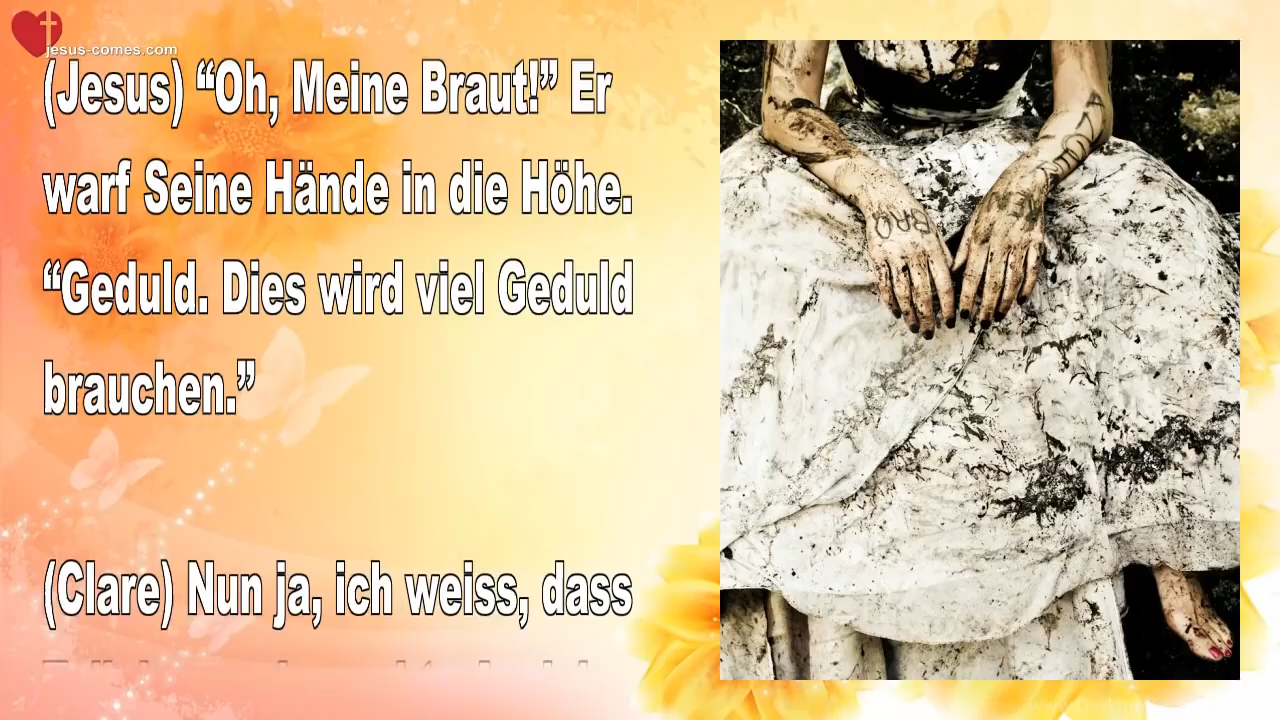 jesus-comes.com
(Jesus) “Oh, Meine Braut!” Er
warf Seine Hände in die Höhe.
“Geduld. Dies wird viel Geduld
brauchen.”
(Clare) Nun ja, ich weiss, dass